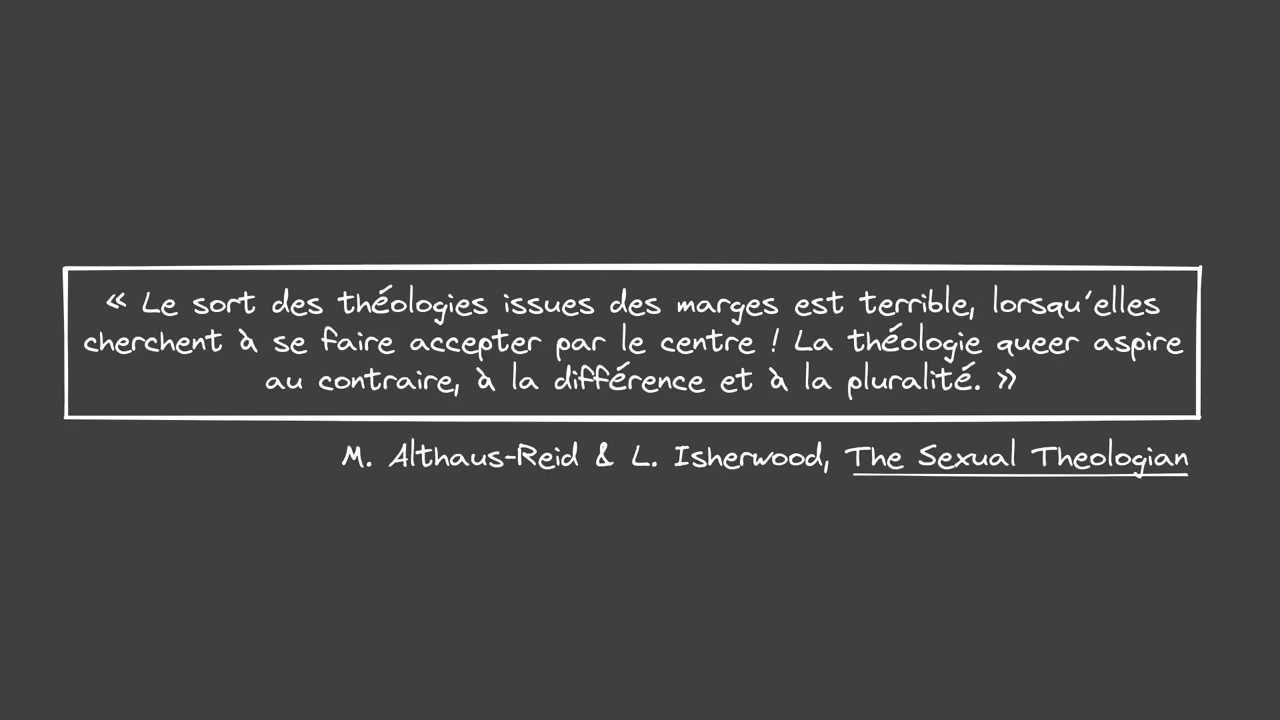 « Le sort des théologies issues des marges est terrible, lorsqu'elles
cherchent à se faire accepter par le centre ! La théologie queer aspire
au contraire, à la différence et à la pluralité. »
M. Althaus-Reid & L. Isherwood, The Sexual Theologian